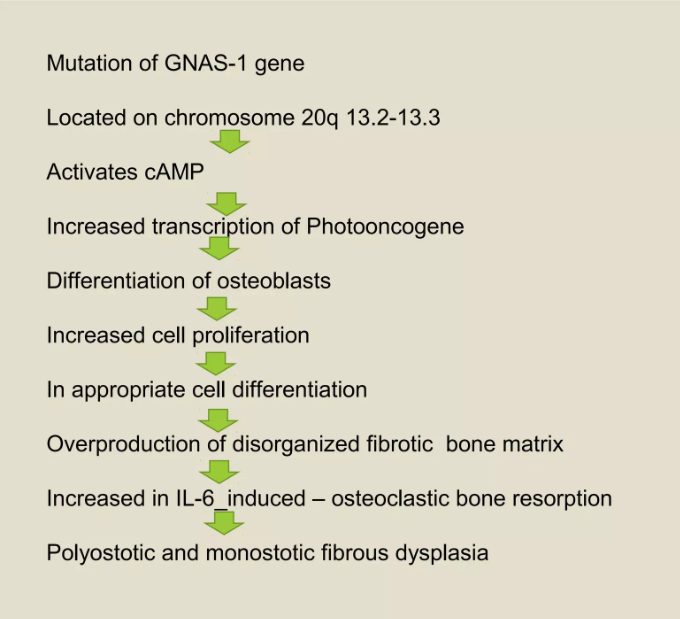 Mutation of GNAS-1 gene
Located on chromosome 20q 13.2-13.3
Activates cAMP
Increased transcription of Photooncogene
Differentiation of osteoblasts
Increased cell proliferation
In appropriate cell differentiation
Overproduction of disorganized fibrotic  bone matrix
Increased in IL-6_induced – osteoclastic bone resorption
Polyostotic and monostotic fibrous dysplasia